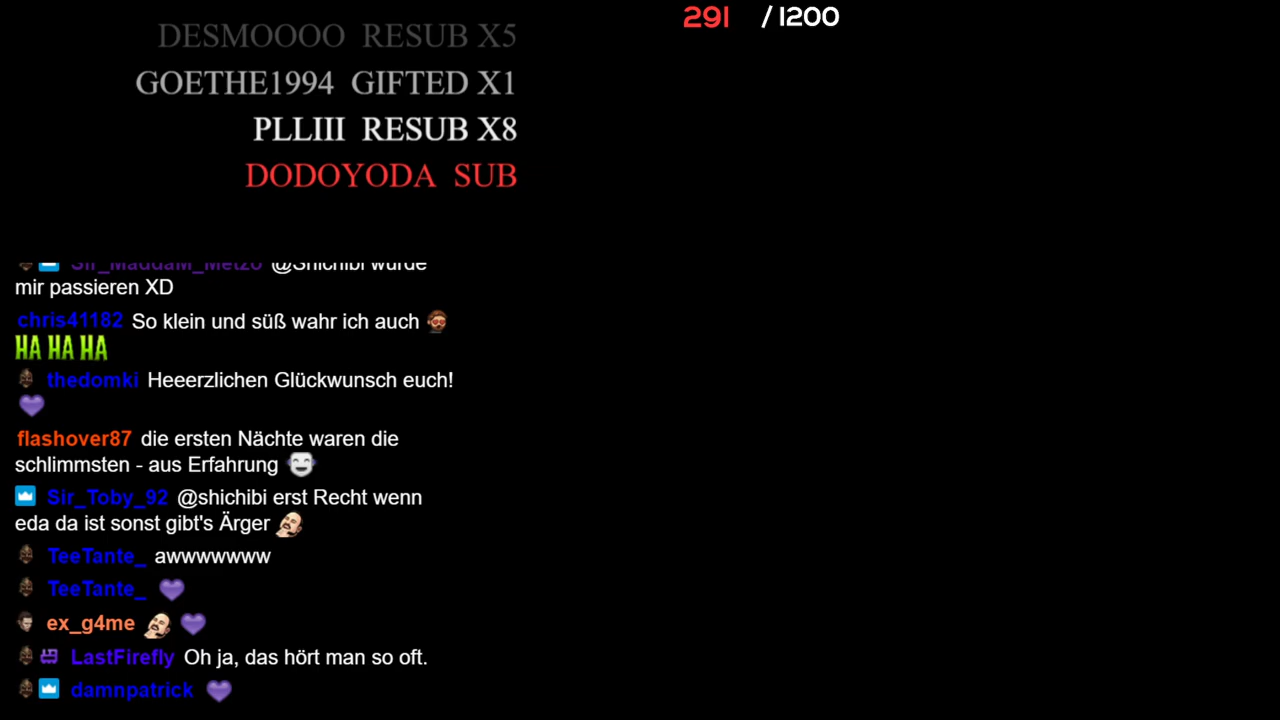 DESMOOOO RESUB X5
291 /1200
GOETHE1994 GIFTED X1
PLLIII RESUB X8
DODOYODA SUB
Sir_MaddaM_Metzo @Shichibi würde
mir passieren XD
chris41182 So klein und süß wahr ich auch
HA HA HA
thedomki Heeerzlichen Glückwunsch euch!
flashover87 die ersten Nächte waren die
schlimmsten - aus Erfahrung
Sir_Toby_92 @shichibi erst Recht wenn
eda da ist sonst gibt's Ärger
TeeTante_ awwwwwww
TeeTante_
ex_g4me
LastFirefly Oh ja, das hört man so oft.
damnpatrick